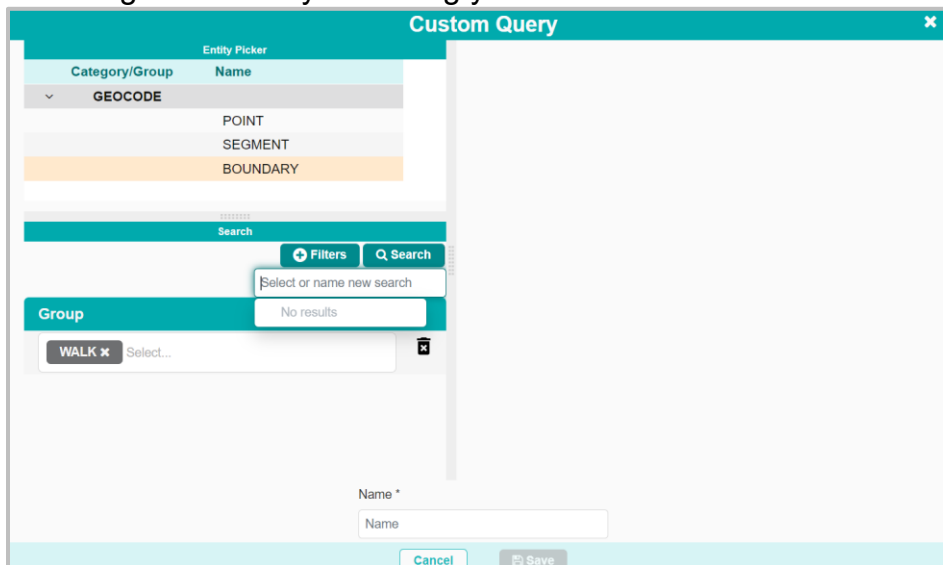 Custom Query
Entity Picker
Category/Group Name
GEOCODE
POINT
SEGMENT
BOUNDARY
Search
Filters Search
Select or name new search
No results
Group
WALK Select...
Name *
Name
Cancel Save